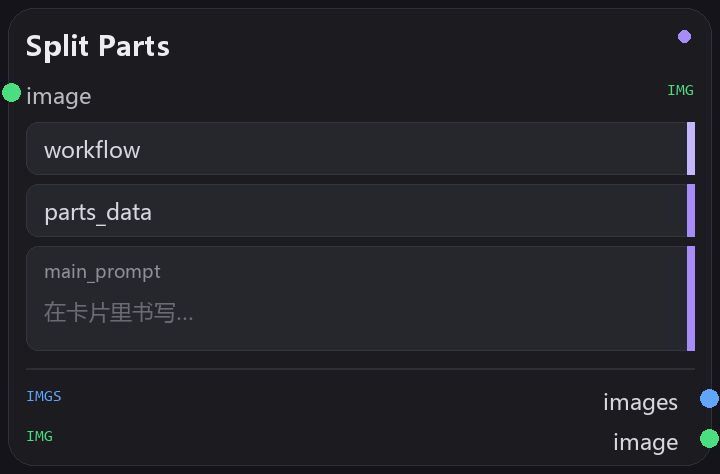 Split Parts
image IMG
workflow
parts_data
main_prompt
在卡片里书写...
IMGS images
IMG image